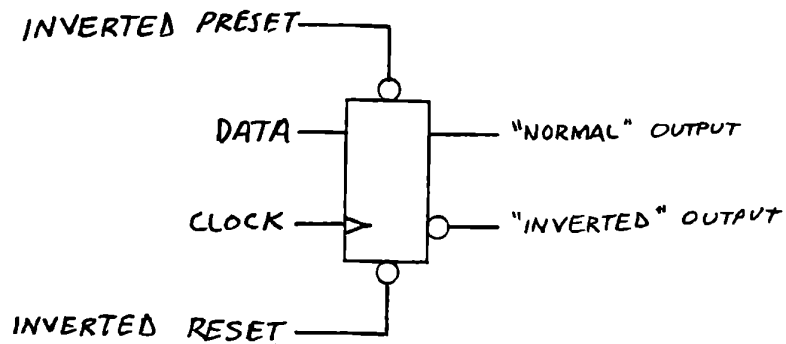 INVERTED PRESET
DATA
"NORMAL" OUTPUT
CLOCK
"INVERTED" OUTPUT
INVERTED RESET